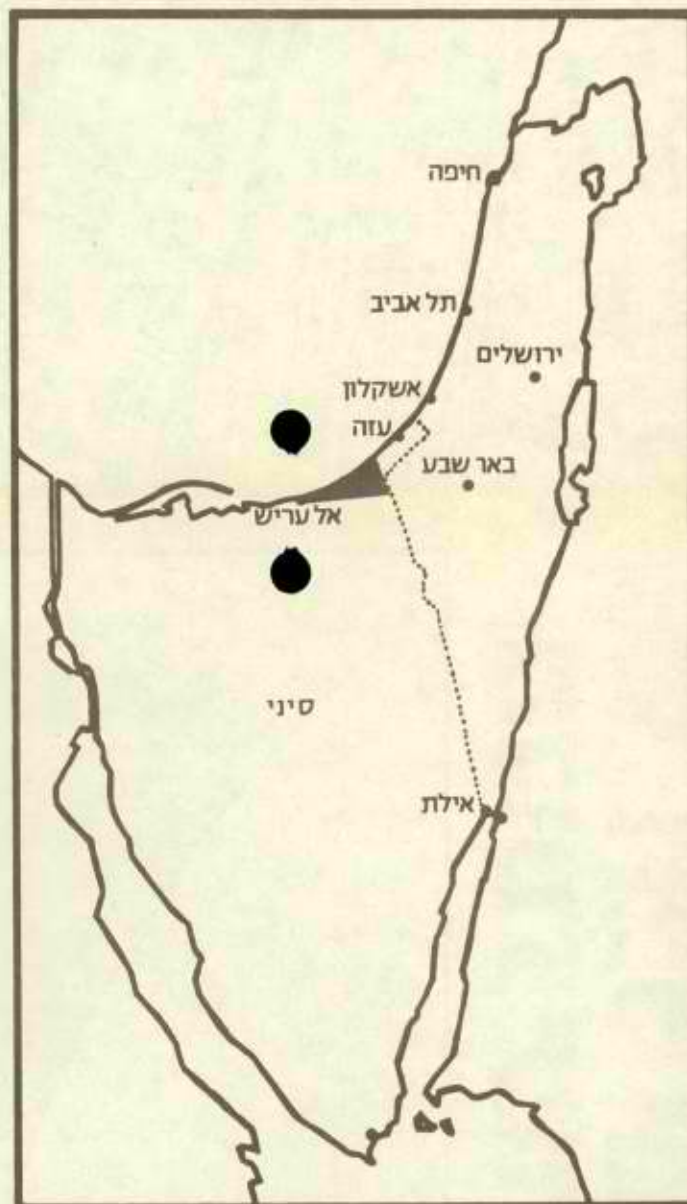 חיפה
תל אביב
ירושלים
אשקלון
עזה
באר שבע
אל עריש
סיני
אילת